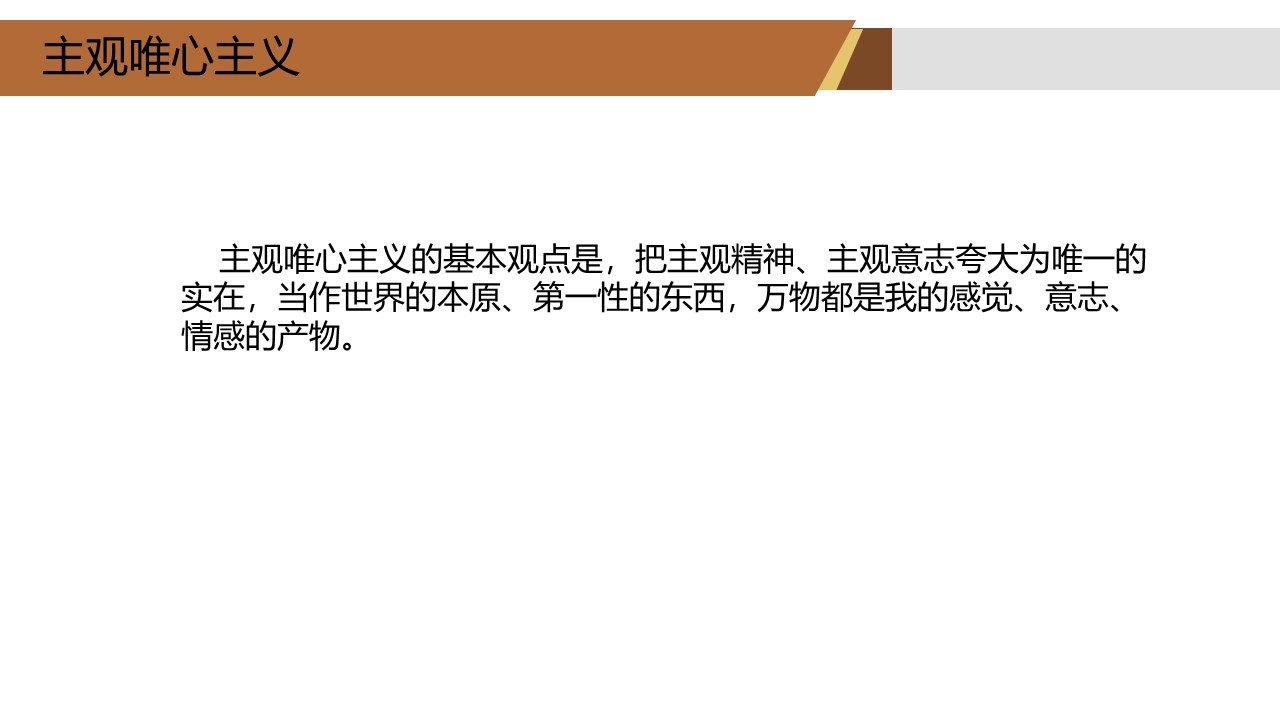 主观唯心主义
主观唯心主义的基本观点是，把主观精神、主观意志夸大为唯一的
实在，当作世界的本原、第一性的东西，万物都是我的感觉、意志、
情感的产物。